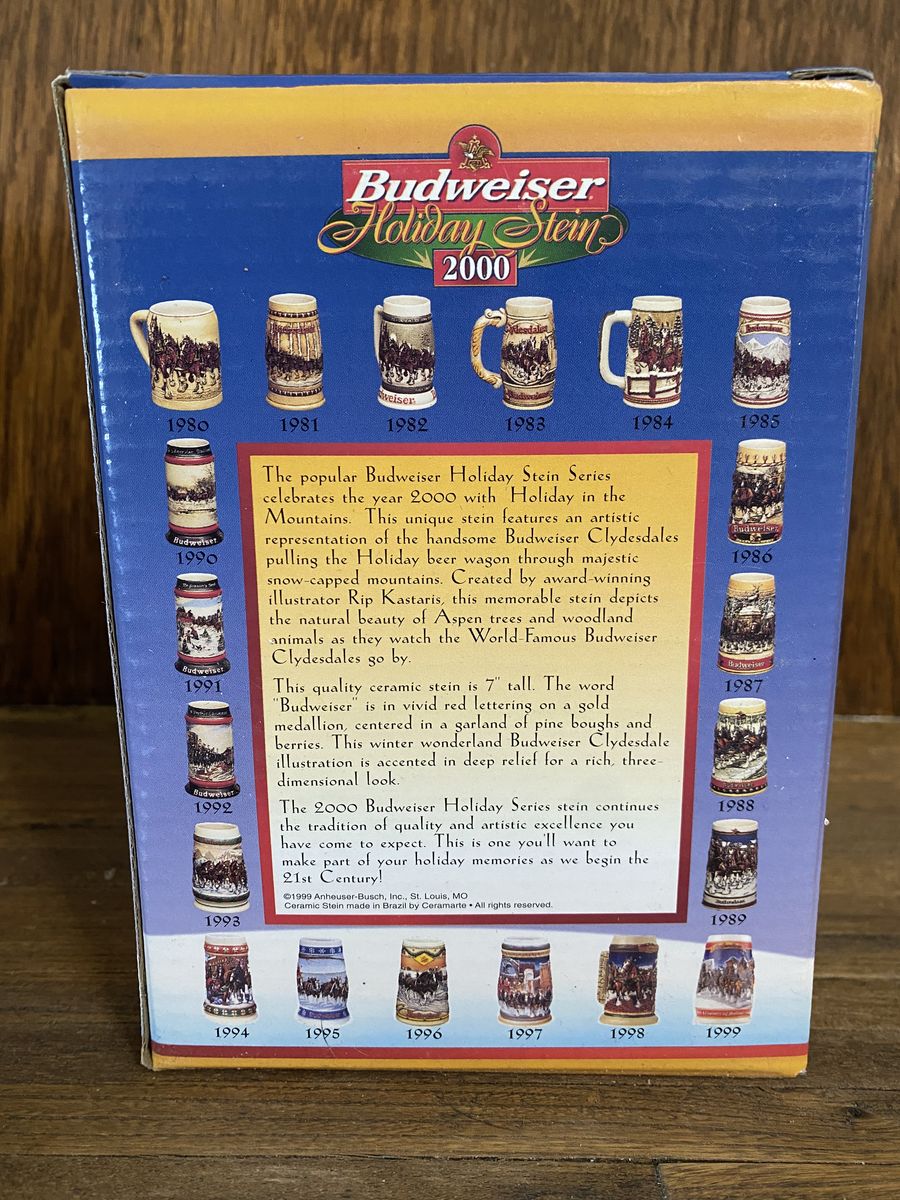 Budweiser
Holiday Stein
2000
1980 1981 1982 1983 1984 1985
1990
1991
1992
1993
The popular Budweiser Holiday Stein Series
celebrates the year 2000 with "Holiday in the
Mountains." This unique stein features an artistic
representation of the handsome Budweiser Clydesdales
pulling the Holiday beer wagon through majestic
snow-capped mountains. Created by award-winning
illustrator Rip Kastaris, this memorable stein depicts
the natural beauty of Aspen trees and woodland
animals as they watch the World-Famous Budweiser
Clydesdales go by.
This quality ceramic stein is 7" tall. The word
"Budweiser" is in vivid red lettering on a gold
medallion, centered in a garland of pine boughs and
berries. This winter wonderland Budweiser Clydesdale
illustration is accented in deep relief for a rich, three-
dimensional look.
The 2000 Budweiser Holiday Series stein continues
the tradition of quality and artistic excellence you
have come to expect. This is one you'll want to
make part of your holiday memories as we begin the
21st Century!
©1999 Anheuser-Busch, Inc., St. Louis, MO
Ceramic Stein made in Brazil by Ceramarte • All rights reserved.
1986
1987
1988
1989
1994 1995 1996 1997 1998 1999
Budweiser
weiser
Clydesdales
Budweiser
Budweiser
Budweiser
Budweiser
Budweiser
Budweiser